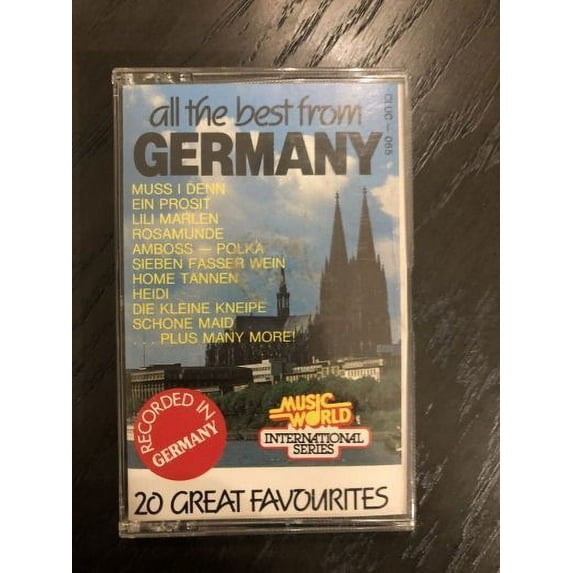 all the best from
GERMANY
CLUC - 065
MUSS I DENN
EIN PROSIT
LILI MARLEN
ROSAMUNDE
AMBOSS — POLKA
SIEBEN FASSER WEIN
HOME TANNEN
HEIDI
DIE KLEINE KNEIPE
SCHONE MAID
. . . PLUS MANY MORE!
RECORDED IN
GERMANY
MUSIC
WORLD
INTERNATIONAL
SERIES
20 GREAT FAVOURITES